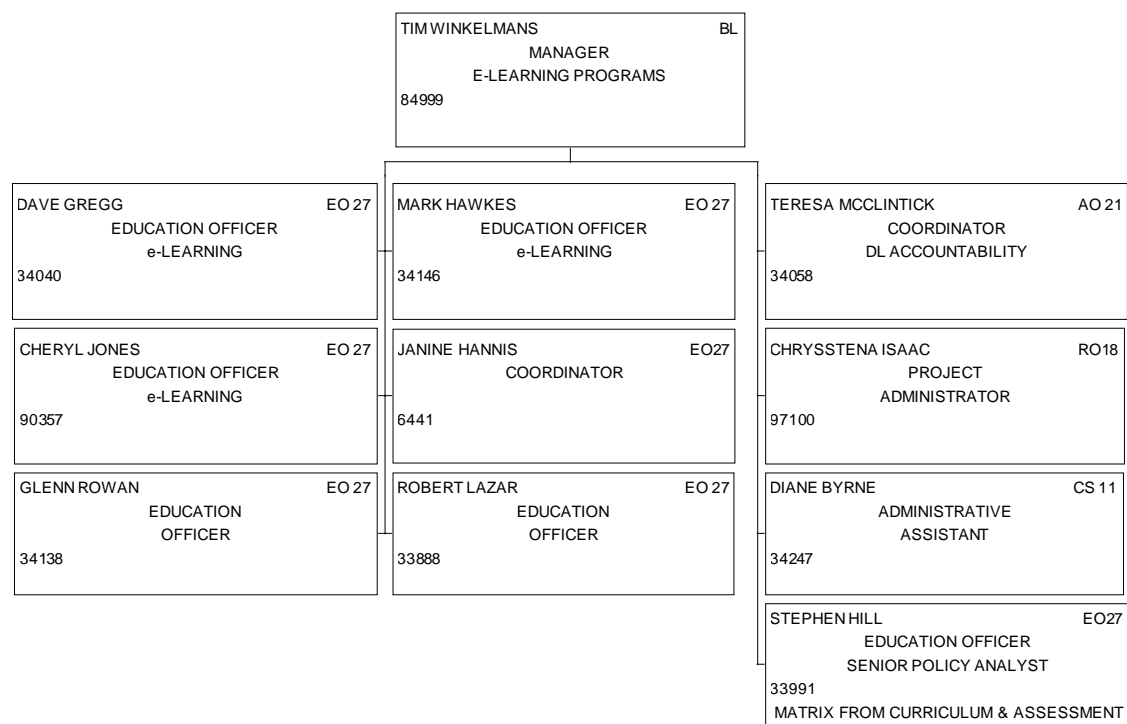 TIM WINKELMANS BL
MANAGER
E-LEARNING PROGRAMS
84999
DAVE GREGG EO 27
EDUCATION OFFICER
e-LEARNING
34040
MARK HAWKES EO 27
EDUCATION OFFICER
e-LEARNING
34146
TERESA MCCLINTICK AO 21
COORDINATOR
DL ACCOUNTABILITY
34058
CHERYL JONES EO 27
EDUCATION OFFICER
e-LEARNING
90357
JANINE HANNIS EO27
COORDINATOR
6441
CHRYSSTENA ISAAC RO18
PROJECT
ADMINISTRATOR
97100
GLENN ROWAN EO 27
EDUCATION
OFFICER
34138
ROBERT LAZAR EO 27
EDUCATION
OFFICER
33888
DIANE BYRNE CS 11
ADMINISTRATIVE
ASSISTANT
34247
STEPHEN HILL EO27
EDUCATION OFFICER
SENIOR POLICY ANALYST
33991
MATRIX FROM CURRICULUM & ASSESSMENT